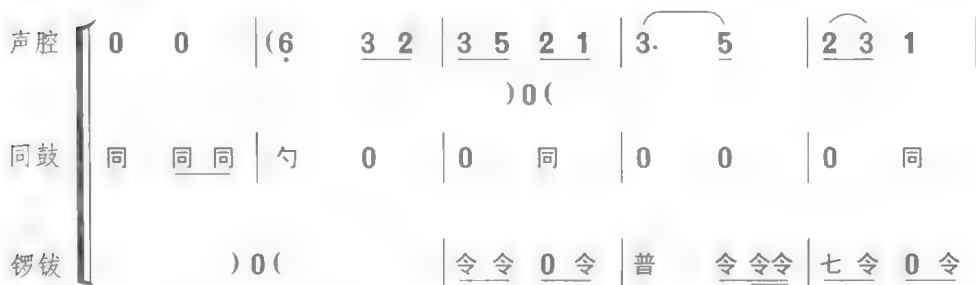 声腔 0 0 | (6̣ 3 2 | 3 5 2 1 | 3· 5 | 2 3 1 |
)0(
同鼓 同 同 同 | 勺 0 | 0 同 | 0 0 | 0 同
锣钹 )0( | 令 令 0 令 | 普 令 令令 | 七 令 0 令